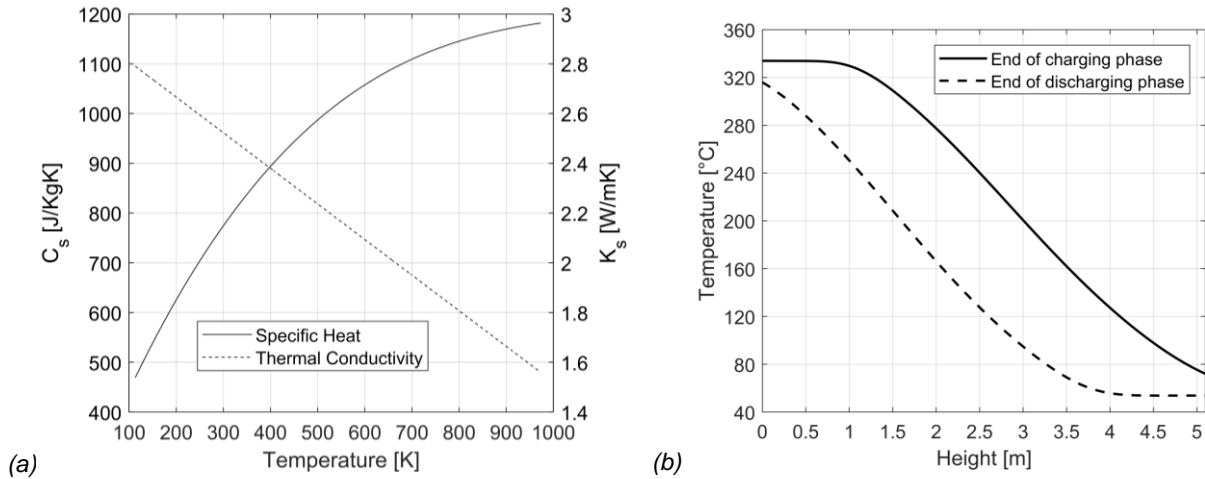 1200
1100
1000
900
800
700
600
500
400
C_s [J/KgK]
3
2.8
2.6
2.4
2.2
2
1.8
1.6
1.4
K_s [W/mK]
Specific Heat
Thermal Conductivity
100 200 300 400 500 600 700 800 900 1000
Temperature [K]
(a)
360
320
280
240
200
160
120
80
40
Temperature [°C]
End of charging phase
End of discharging phase
0 0.5 1 1.5 2 2.5 3 3.5 4 4.5 5
Height [m]
(b)